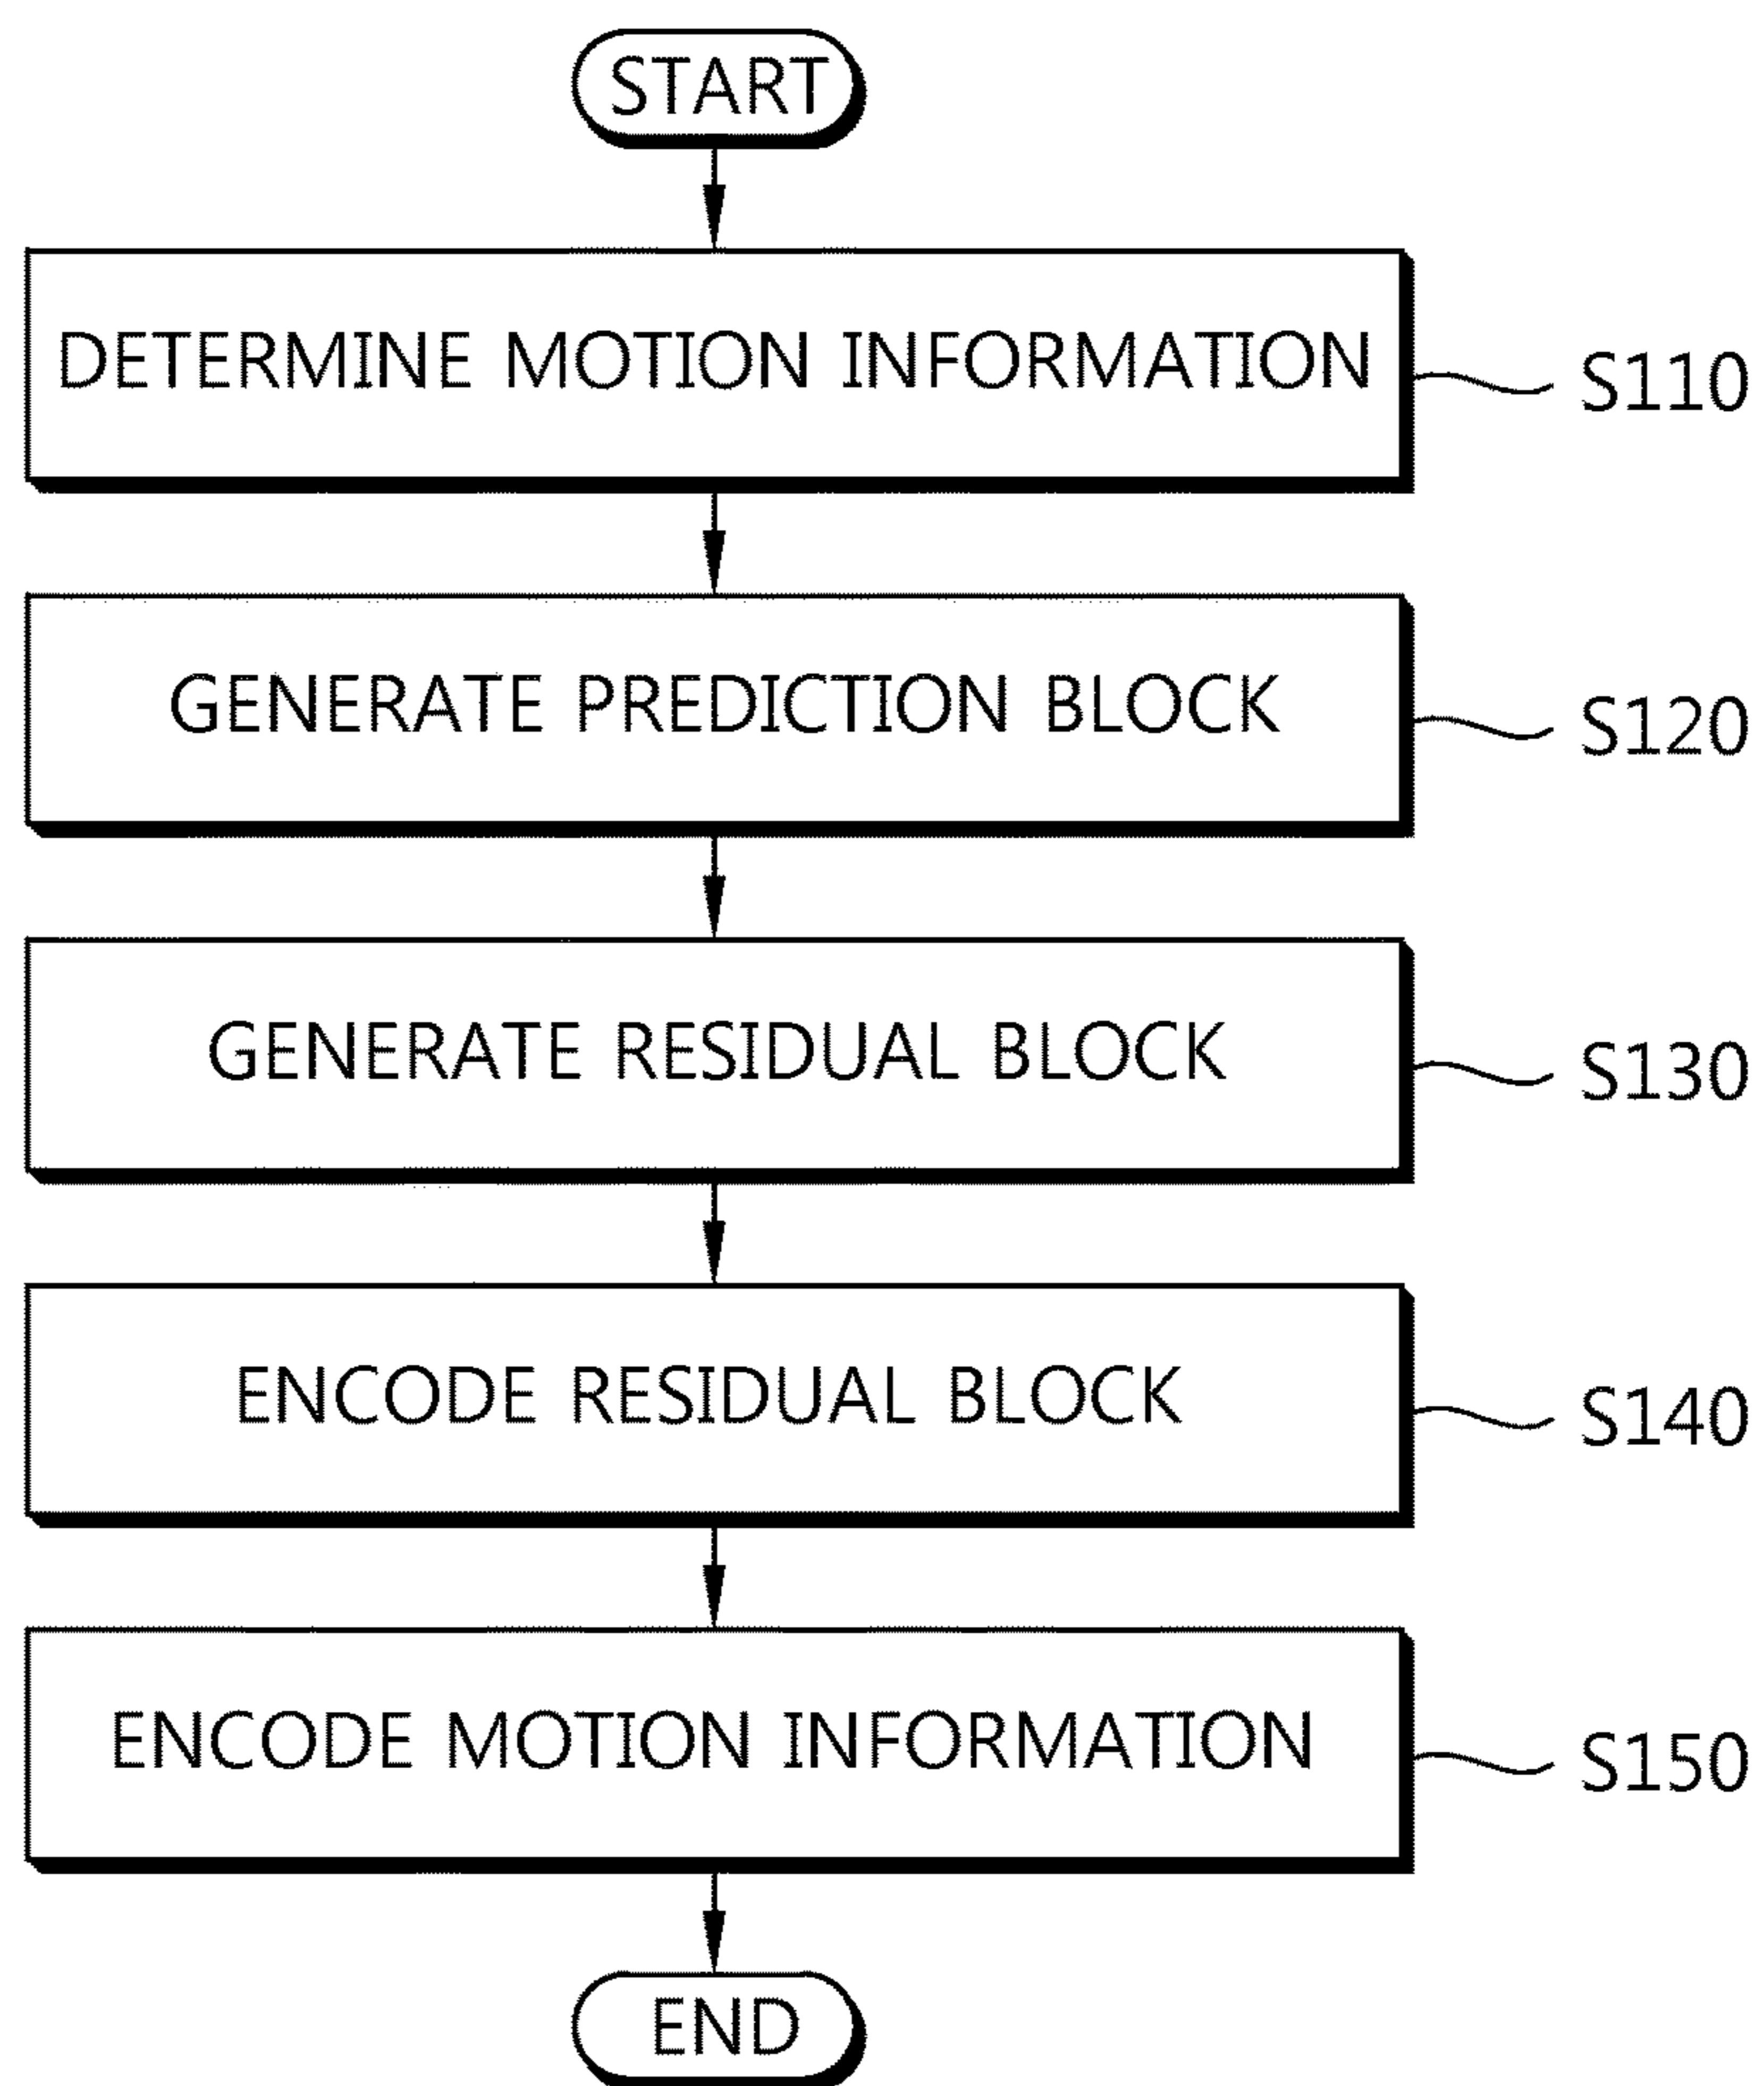 START
DETERMINE MOTION INFORMATION
S110
GENERATE PREDICTION BLOCK
S120
GENERATE RESIDUAL BLOCK
S130
ENCODE RESIDUAL BLOCK
S140
ENCODE MOTION INFORMATION
S150
END